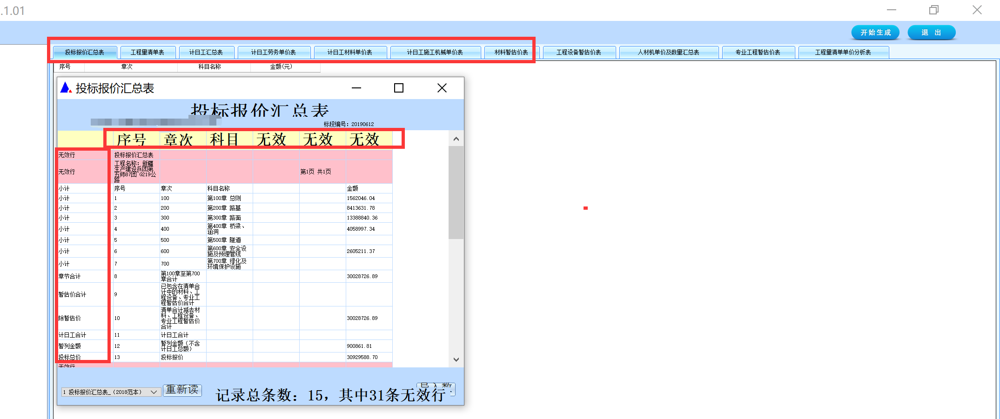 .1.01
开始生成 退 出
投标报价汇总表 工程量清单表 计日工汇总表 计日工劳务单价表 计日工材料单价表 计日工施工机械单价表 材料暂估价表 工程设备暂估价表 人材机单价及数量汇总表 专业工程暂估价表 工程量清单单价分析表
序号 章次 科目名称 金额(元)
投标报价汇总表
投标报价汇总表
标段编号: 20190612
序号 章次 科目 无效 无效 无效
无效行 投标报价汇总表
无效行 工程名称: 新疆
生产建设兵团第
五师87团 G219公
路
第1页 共1页
小计 序号 章次 科目名称 金额
小计 1 100 第100章 总则 1562046.04
小计 2 200 第200章 路基 8413631.78
小计 3 300 第300章 路面 13388840.36
小计 4 400 第400章 桥梁、
涵洞 4058997.34
小计 5 500 第500章 隧道
小计 6 600 第600章 安全设
施及预埋管线 2605211.37
小计 7 700 第700章 绿化及
环境保护设施
章节合计 8 第100章至第700
章合计 30028726.89
暂估价合计 9 已包含在清单合
计中的材料、工
程设备、专业工
程暂估价合计
除暂估价 10 清单合计减去材
料、工程设备、
专业工程暂估价
合计 30028726.89
计日工合计 11 计日工合计
暂列金额 12 暂列金额（不含
计日工总额） 900861.81
投标总价 13 投标报价 30929588.70
无效行
1 投标报价汇总表_（2018范本） 重新读 记录总条数: 15, 其中31条无效行